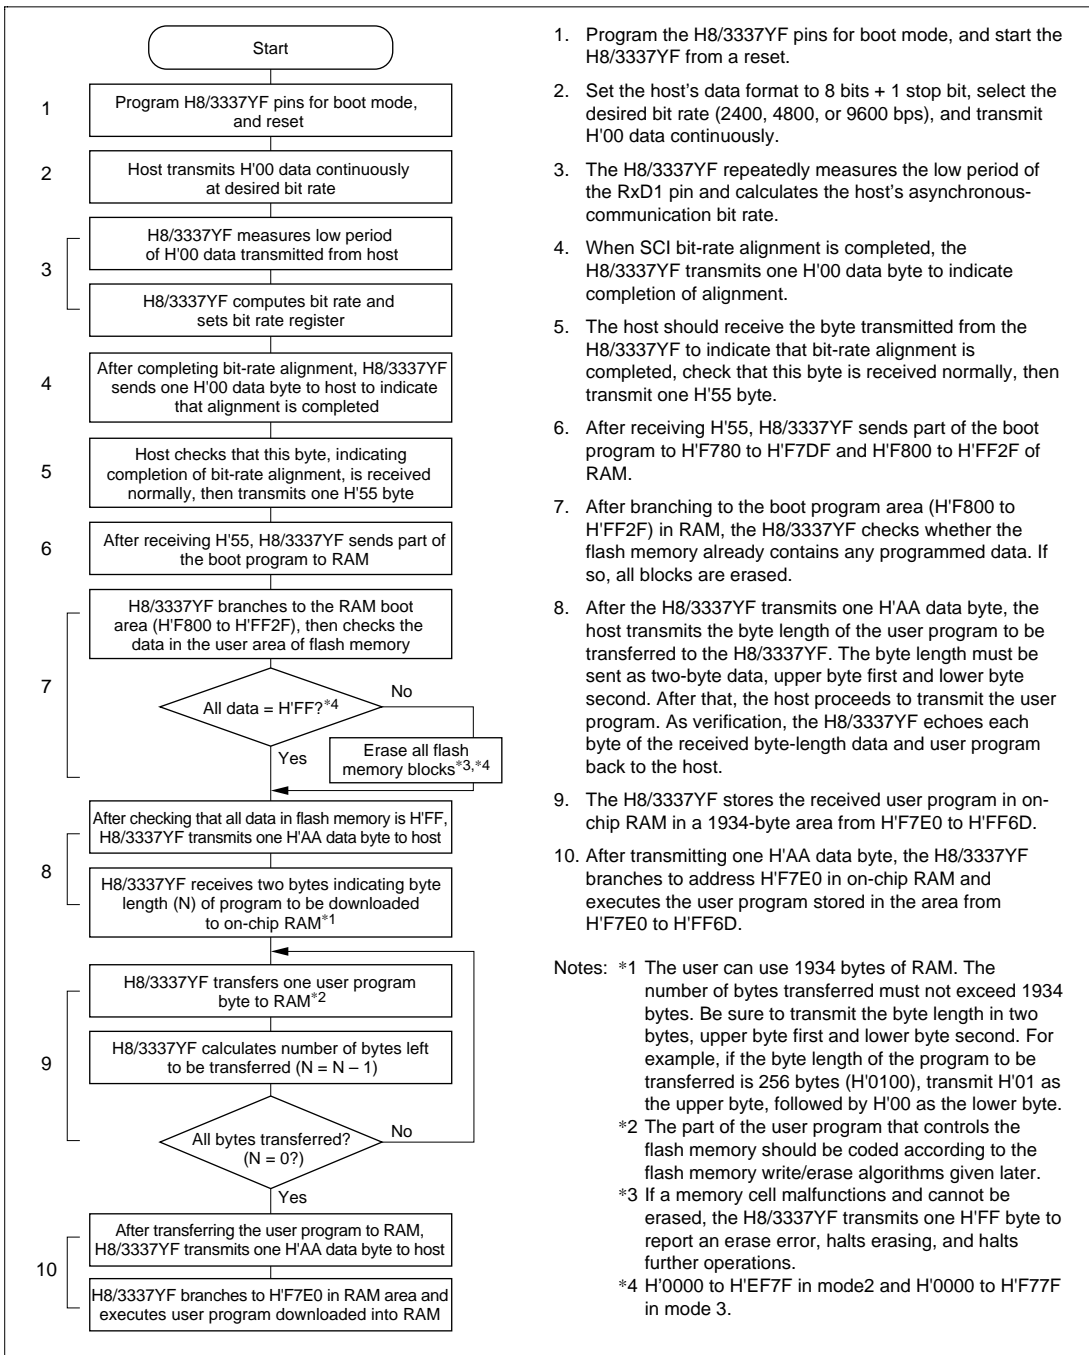 Start
1
Program H8/3337YF pins for boot mode,
and reset
2
Host transmits H'00 data continuously
at desired bit rate
3
H8/3337YF measures low period
of H'00 data transmitted from host
H8/3337YF computes bit rate and
sets bit rate register
4
After completing bit-rate alignment, H8/3337YF
sends one H'00 data byte to host to indicate
that alignment is completed
5
Host checks that this byte, indicating
completion of bit-rate alignment, is received
normally, then transmits one H'55 byte
6
After receiving H'55, H8/3337YF sends part of
the boot program to RAM
7
H8/3337YF branches to the RAM boot
area (H'F800 to H'FF2F), then checks the
data in the user area of flash memory
All data = H'FF?*4
No
Yes
Erase all flash
memory blocks*3,*4
8
After checking that all data in flash memory is H'FF,
H8/3337YF transmits one H'AA data byte to host
H8/3337YF receives two bytes indicating byte
length (N) of program to be downloaded
to on-chip RAM*1
9
H8/3337YF transfers one user program
byte to RAM*2
H8/3337YF calculates number of bytes left
to be transferred (N = N – 1)
All bytes transferred?
(N = 0?)
No
Yes
10
After transferring the user program to RAM,
H8/3337YF transmits one H'AA data byte to host
H8/3337YF branches to H'F7E0 in RAM area and
executes user program downloaded into RAM
1. Program the H8/3337YF pins for boot mode, and start the
H8/3337YF from a reset.
2. Set the host's data format to 8 bits + 1 stop bit, select the
desired bit rate (2400, 4800, or 9600 bps), and transmit
H'00 data continuously.
3. The H8/3337YF repeatedly measures the low period of
the RxD1 pin and calculates the host's asynchronous-
communication bit rate.
4. When SCI bit-rate alignment is completed, the
H8/3337YF transmits one H'00 data byte to indicate
completion of alignment.
5. The host should receive the byte transmitted from the
H8/3337YF to indicate that bit-rate alignment is
completed, check that this byte is received normally, then
transmit one H'55 byte.
6. After receiving H'55, H8/3337YF sends part of the boot
program to H'F780 to H'F7DF and H'F800 to H'FF2F of
RAM.
7. After branching to the boot program area (H'F800 to
H'FF2F) in RAM, the H8/3337YF checks whether the
flash memory already contains any programmed data. If
so, all blocks are erased.
8. After the H8/3337YF transmits one H'AA data byte, the
host transmits the byte length of the user program to be
transferred to the H8/3337YF. The byte length must be
sent as two-byte data, upper byte first and lower byte
second. After that, the host proceeds to transmit the user
program. As verification, the H8/3337YF echoes each
byte of the received byte-length data and user program
back to the host.
9. The H8/3337YF stores the received user program in on-
chip RAM in a 1934-byte area from H'F7E0 to H'FF6D.
10. After transmitting one H'AA data byte, the H8/3337YF
branches to address H'F7E0 in on-chip RAM and
executes the user program stored in the area from
H'F7E0 to H'FF6D.
Notes: *1 The user can use 1934 bytes of RAM. The
number of bytes transferred must not exceed 1934
bytes. Be sure to transmit the byte length in two
bytes, upper byte first and lower byte second. For
example, if the byte length of the program to be
transferred is 256 bytes (H'0100), transmit H'01 as
the upper byte, followed by H'00 as the lower byte.
*2 The part of the user program that controls the
flash memory should be coded according to the
flash memory write/erase algorithms given later.
*3 If a memory cell malfunctions and cannot be
erased, the H8/3337YF transmits one H'FF byte to
report an erase error, halts erasing, and halts
further operations.
*4 H'0000 to H'EF7F in mode2 and H'0000 to H'F77F
in mode 3.